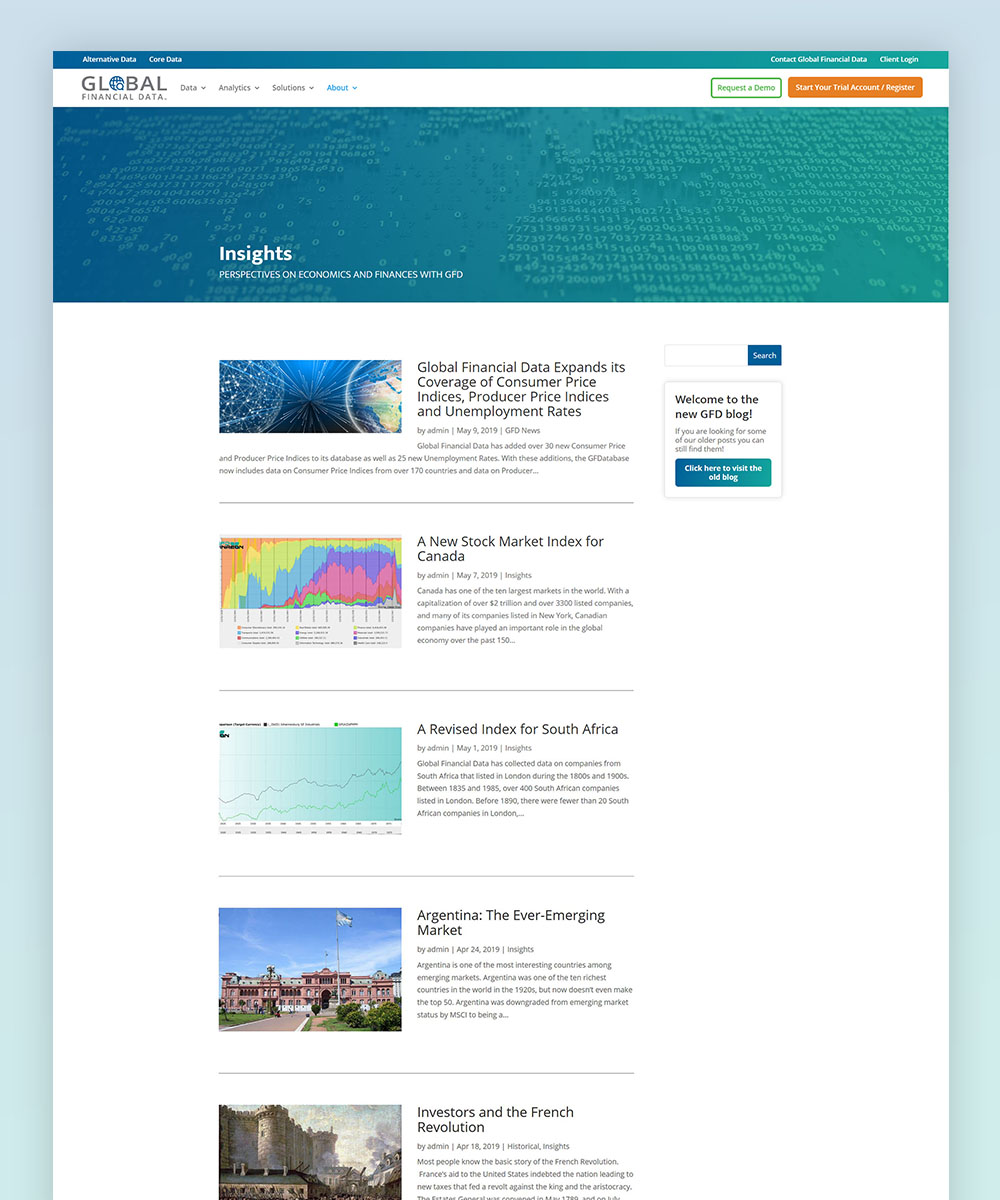 Alternative Data Core Data Contact Global Financial Data Client Login
GLOBAL
FINANCIAL DATA
Data Analytics Solutions About Request a Demo Start Your Trial Account / Register
Insights
PERSPECTIVES ON ECONOMICS AND FINANCES WITH GFD
Global Financial Data Expands its
Coverage of Consumer Price
Indices, Producer Price Indices
and Unemployment Rates
by admin | May 9, 2019 | GFD News
Global Financial Data has added over 30 new Consumer Price
and Producer Price Indices to its database as well as 25 new Unemployment Rates. With these additions, the GFDatabase
now includes data on Consumer Price Indices from over 170 countries and data on Producer...
Search
Welcome to the
new GFD blog!
If you are looking for some
of our older posts you can
still find them!
Click here to visit the
old blog
A New Stock Market Index for
Canada
by admin | May 7, 2019 | Insights
Canada has one of the ten largest markets in the world. With a
capitalization of over $2 trillion and over 3300 listed companies,
and many of its companies listed in New York, Canadian
companies have played an important role in the global
economy over the past 150...
A Revised Index for South Africa
by admin | May 1, 2019 | Insights
Global Financial Data has collected data on companies from
South Africa that listed in London during the 1800s and 1900s.
Between 1835 and 1985, over 400 South African companies
listed in London. Before 1890, there were fewer than 20 South
African companies in London,...
Argentina: The Ever-Emerging
Market
by admin | Apr 24, 2019 | Insights
Argentina is one of the most interesting countries among
emerging markets. Argentina was one of the ten richest
countries in the world in the 1920s, but now doesn't even make
the top 50. Argentina was downgraded from emerging market
status by MSCI to being a...
Investors and the French
Revolution
by admin | Apr 18, 2019 | Historical, Insights
Most people know the basic story of the French Revolution.
France's aid to the United States indebted the nation leading to
new taxes that fed a revolt against the king and the aristocracy.
The Estates General was convened in May 1789, and on July